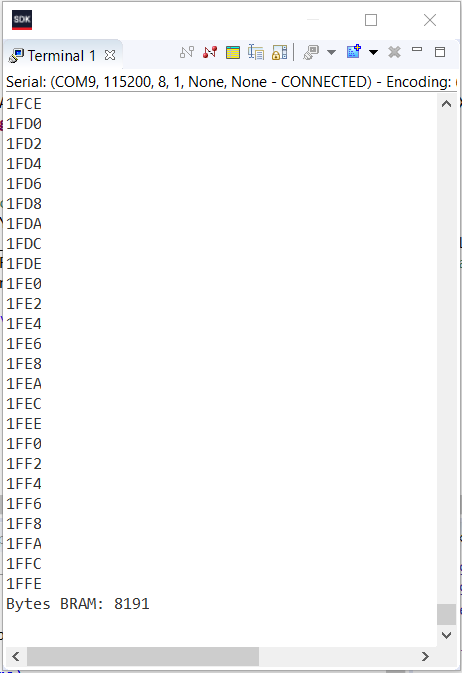 SDK
Terminal 1
Serial: (COM9, 115200, 8, 1, None, None - CONNECTED) - Encoding: (
1FCE
1FD0
1FD2
1FD4
1FD6
1FD8
1FDA
1FDC
1FDE
1FE0
1FE2
1FE4
1FE6
1FE8
1FEA
1FEC
1FEE
1FF0
1FF2
1FF4
1FF6
1FF8
1FFA
1FFC
1FFE
Bytes BRAM: 8191